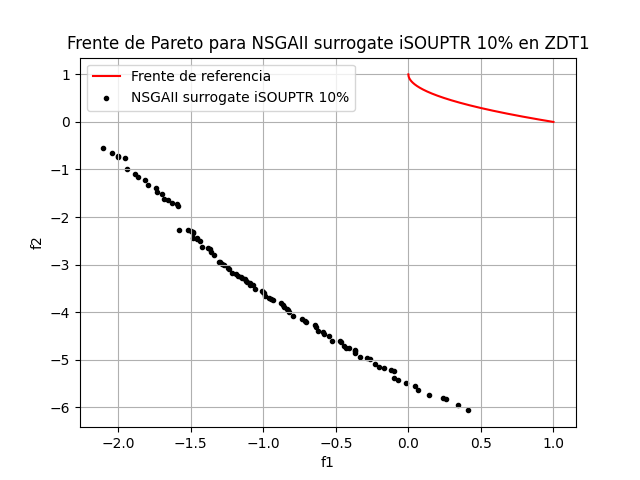 Frente de Pareto para NSGAII surrogate iSOUPTR 10% en ZDT1
Frente de referencia
NSGAII surrogate iSOUPTR 10%
1
0
−1
−2
−3
−4
−5
−6
f2
−2.0 −1.5 −1.0 −0.5 0.0 0.5 1.0
f1